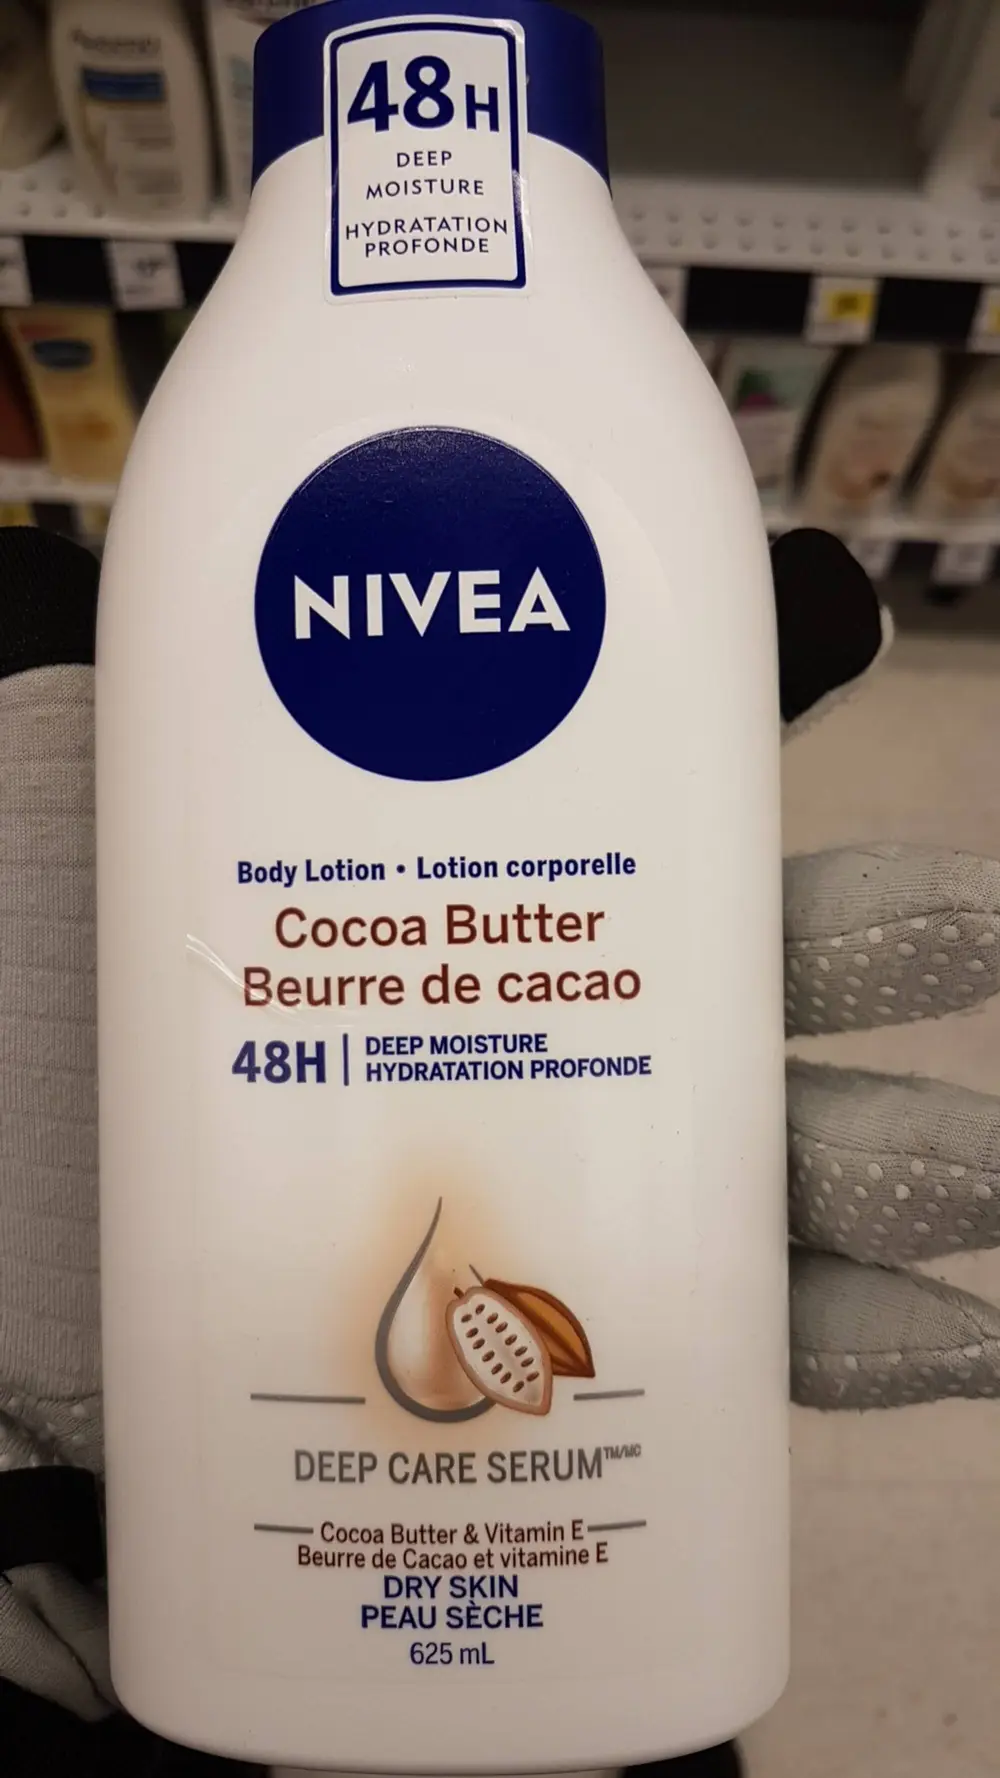 48H
DEEP
MOISTURE
HYDRATATION
PROFONDE
NIVEA
Body Lotion • Lotion corporelle
Cocoa Butter
Beurre de cacao
48H | DEEP MOISTURE
HYDRATATION PROFONDE
DEEP CARE SERUM™/MC
Cocoa Butter & Vitamin E
Beurre de Cacao et vitamine E
DRY SKIN
PEAU SÈCHE
625 mL